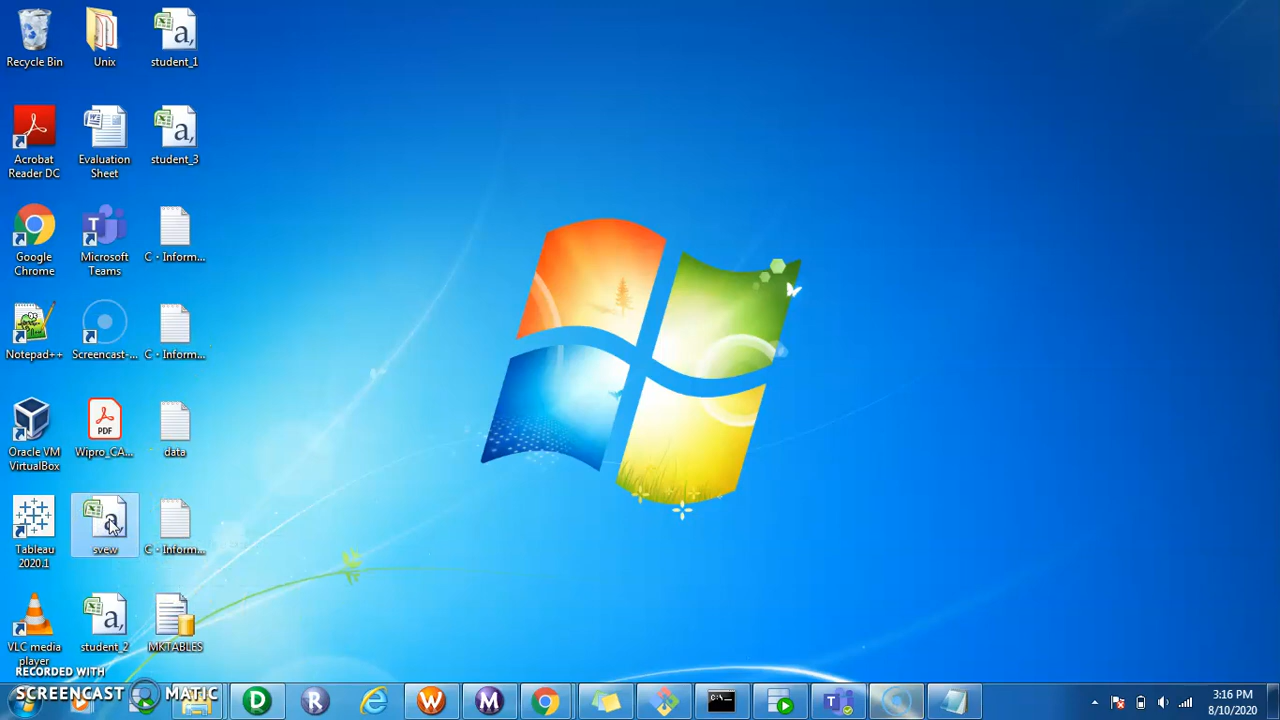 Recycle Bin
Unix
student_1
Acrobat
Reader DC
Evaluation
Sheet
student_3
Google
Chrome
Microsoft
Teams
C - Inform...
Notepad++
Screencast-...
C - Inform...
Oracle VM
VirtualBox
PDF
Wipro_CA...
data
Tableau
2020.1
svew
C - Inform...
VLC media
player
student_2
MKTABLES
RECORDED WITH
SCREENCAST MATIC
D
R
W
M
C:\_
3:16 PM
8/10/2020